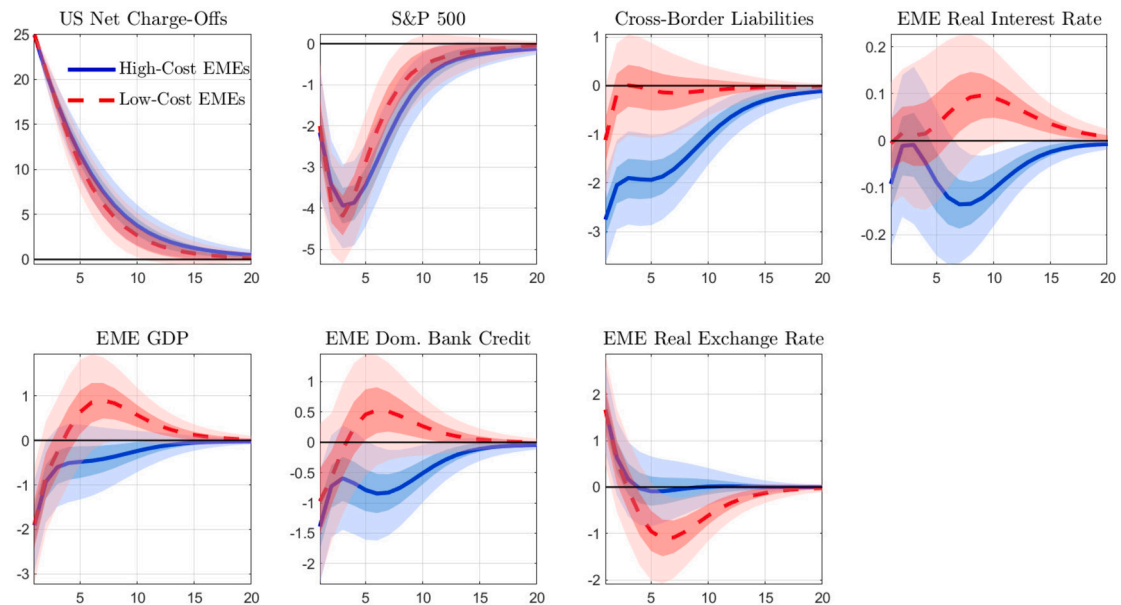 US Net Charge-Offs
25
20
15
10
5
0
5 10 15 20
High-Cost EMEs
Low-Cost EMEs
S&P 500
0
-1
-2
-3
-4
-5
5 10 15 20
Cross-Border Liabilities
1
0
-1
-2
-3
5 10 15 20
EME Real Interest Rate
0.2
0.1
0
-0.1
-0.2
5 10 15 20
EME GDP
1
0
-1
-2
-3
5 10 15 20
EME Dom. Bank Credit
1
0.5
0
-0.5
-1
-1.5
-2
5 10 15 20
EME Real Exchange Rate
2
1
0
-1
-2
5 10 15 20